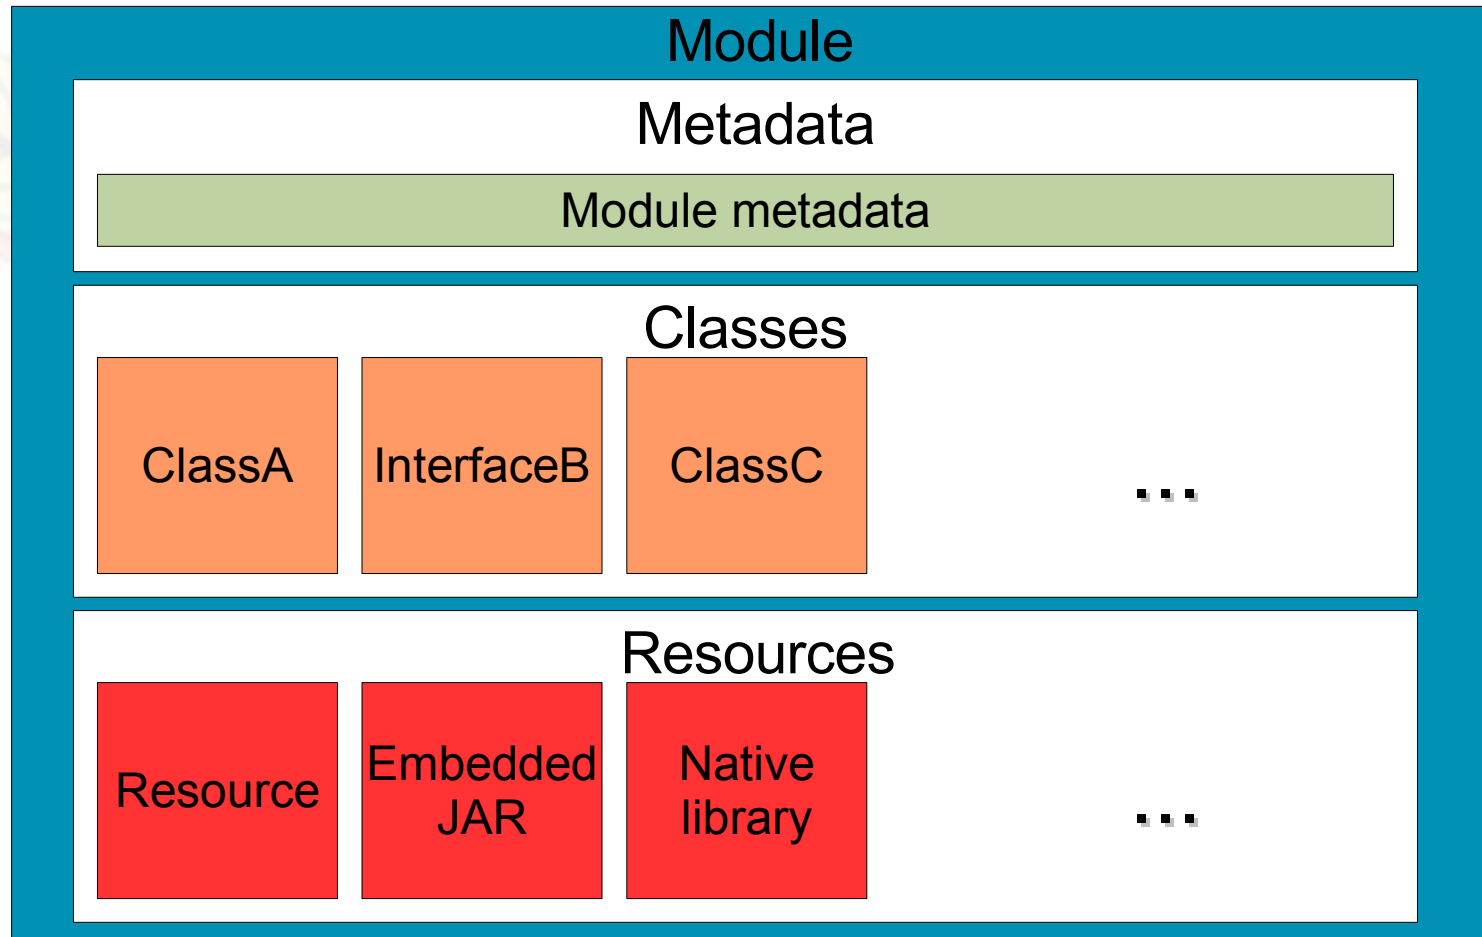 Module
Metadata
Module metadata
Classes
ClassA
InterfaceB
ClassC
...
Resources
Resource
Embedded
JAR
Native
library
...